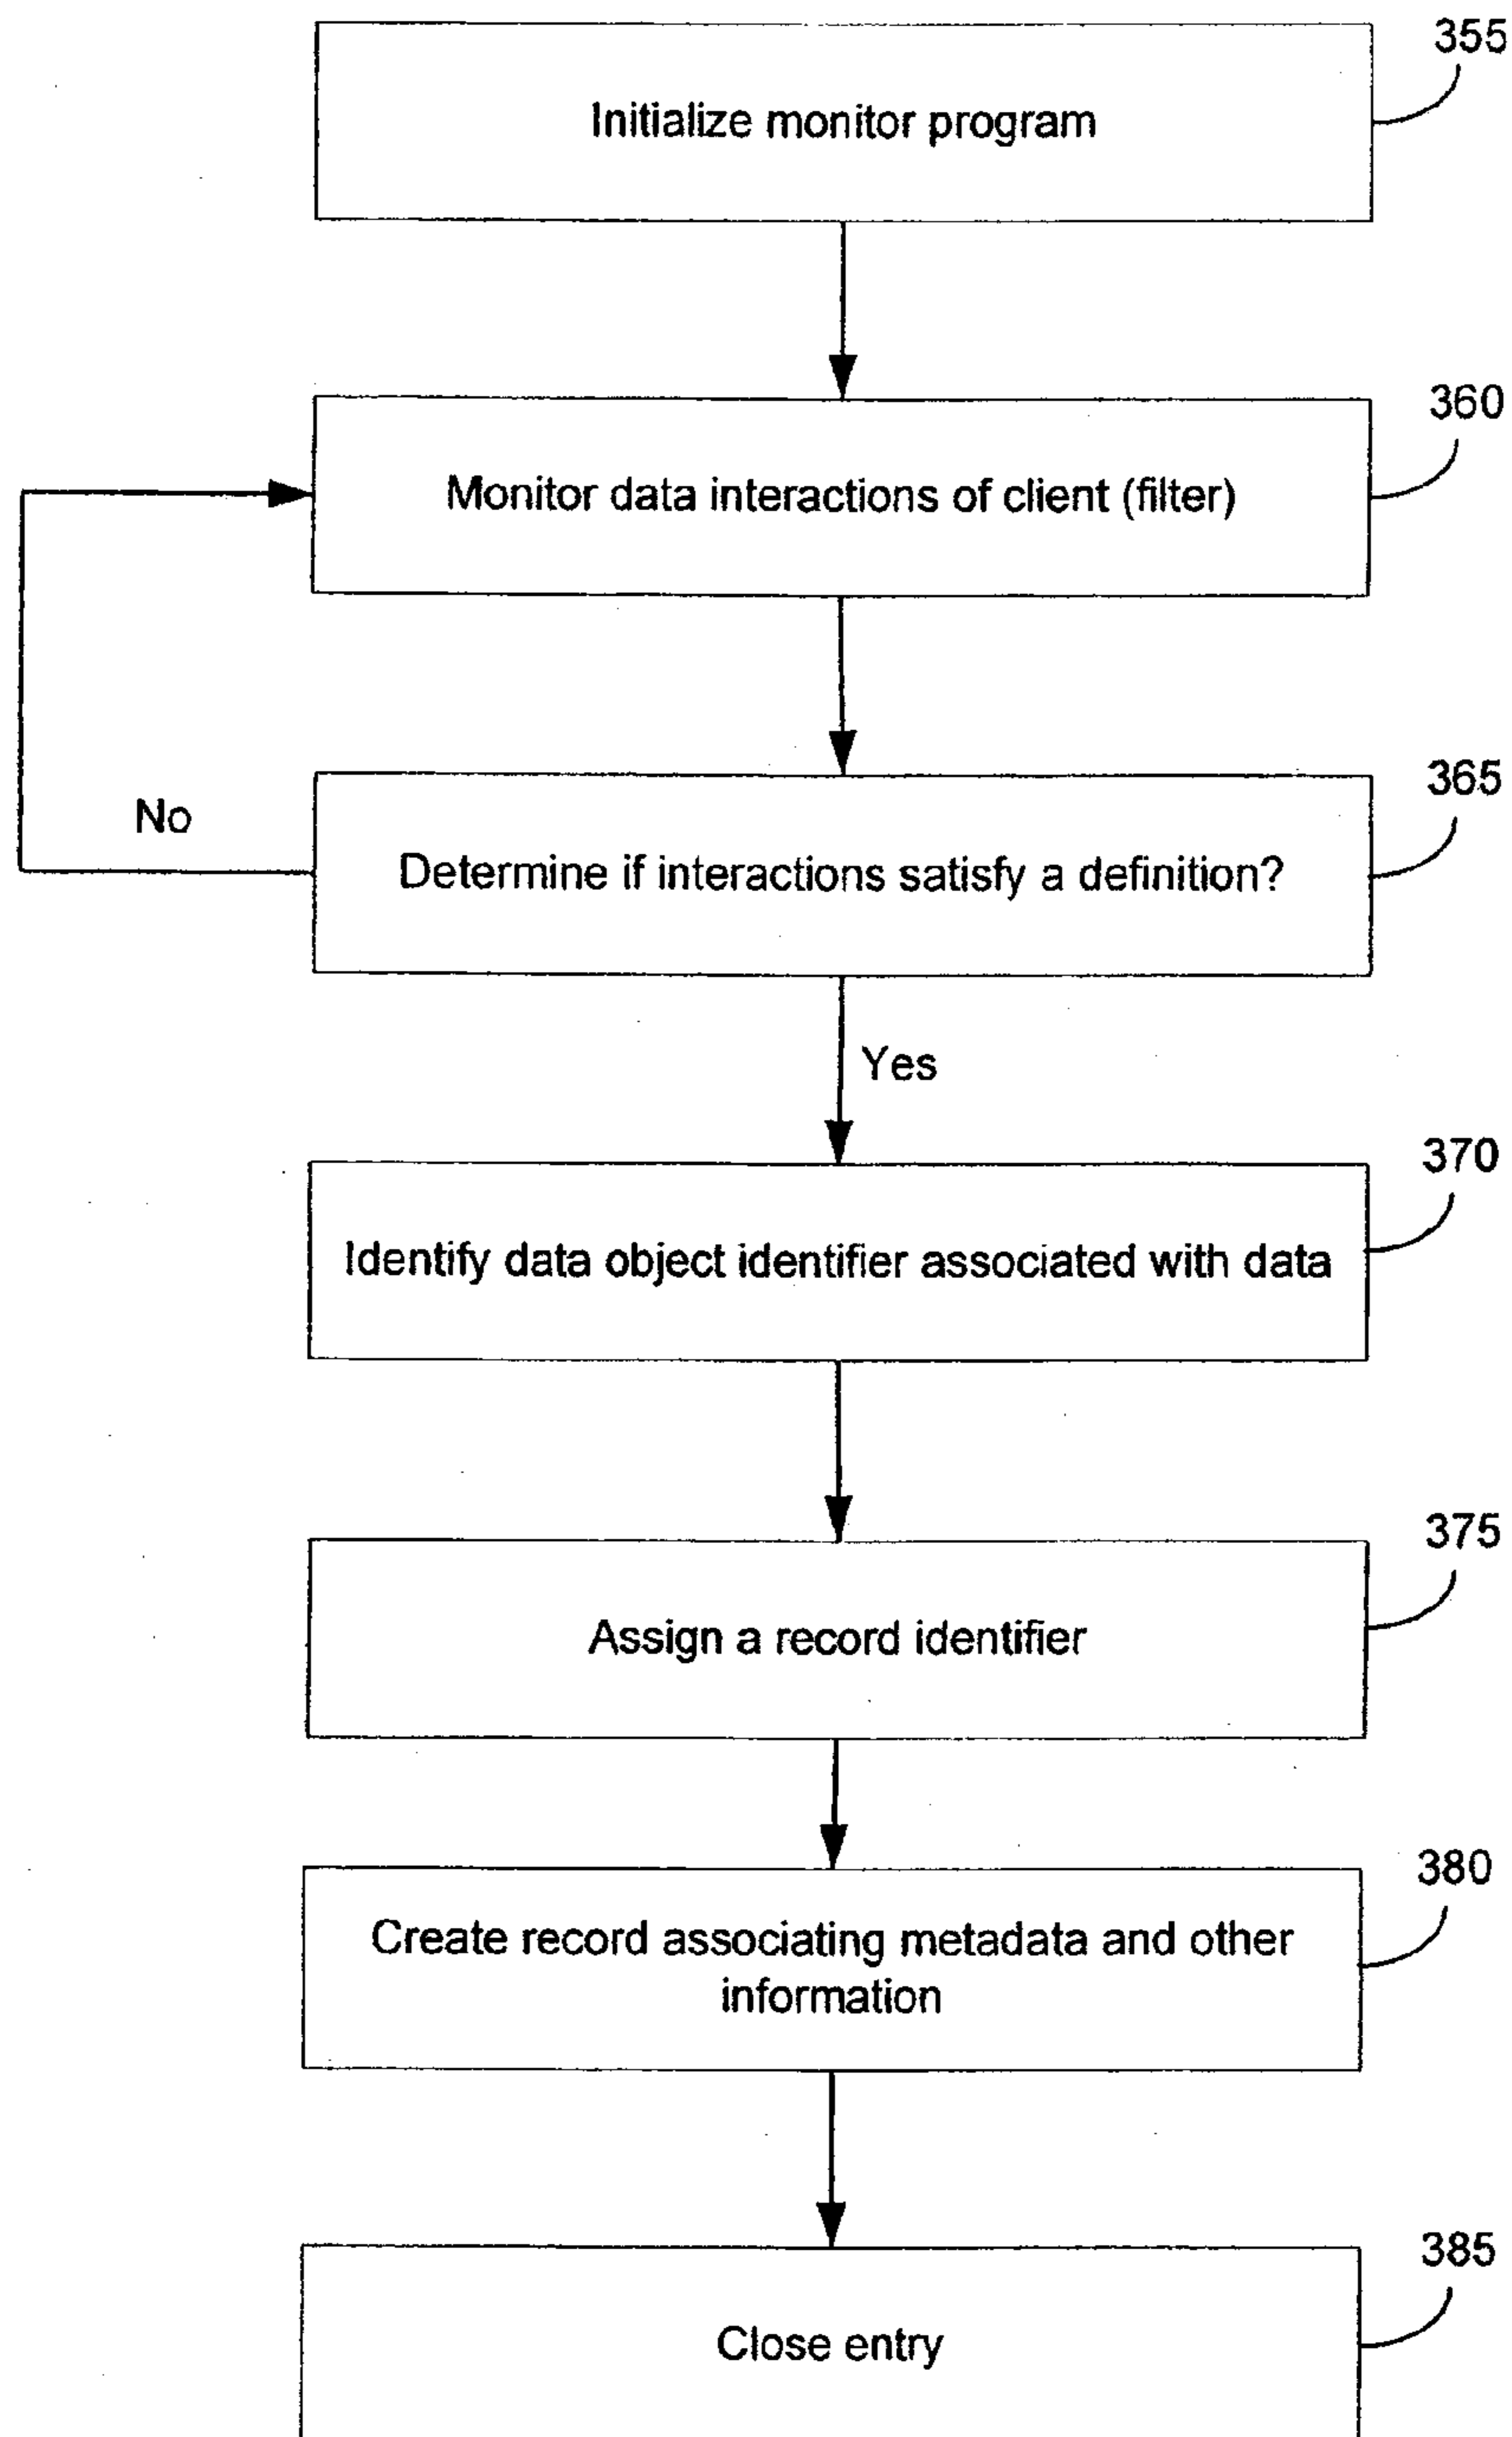 355
Initialize monitor program
360
Monitor data interactions of client (filter)
365
No
Determine if interactions satisfy a definition?
Yes
370
Identify data object identifier associated with data
375
Assign a record identifier
380
Create record associating metadata and other
information
385
Close entry